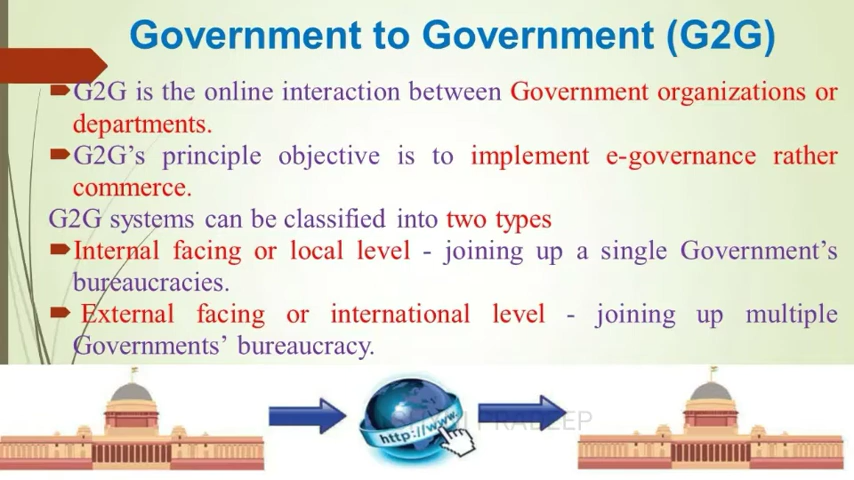 Government to Government (G2G)
G2G is the online interaction between Government organizations or
departments.
G2G’s principle objective is to implement e-governance rather
commerce.
G2G systems can be classified into two types
Internal facing or local level - joining up a single Government’s
bureaucracies.
External facing or international level - joining up multiple
Governments’ bureaucracy.
http://www.
PRADEEP